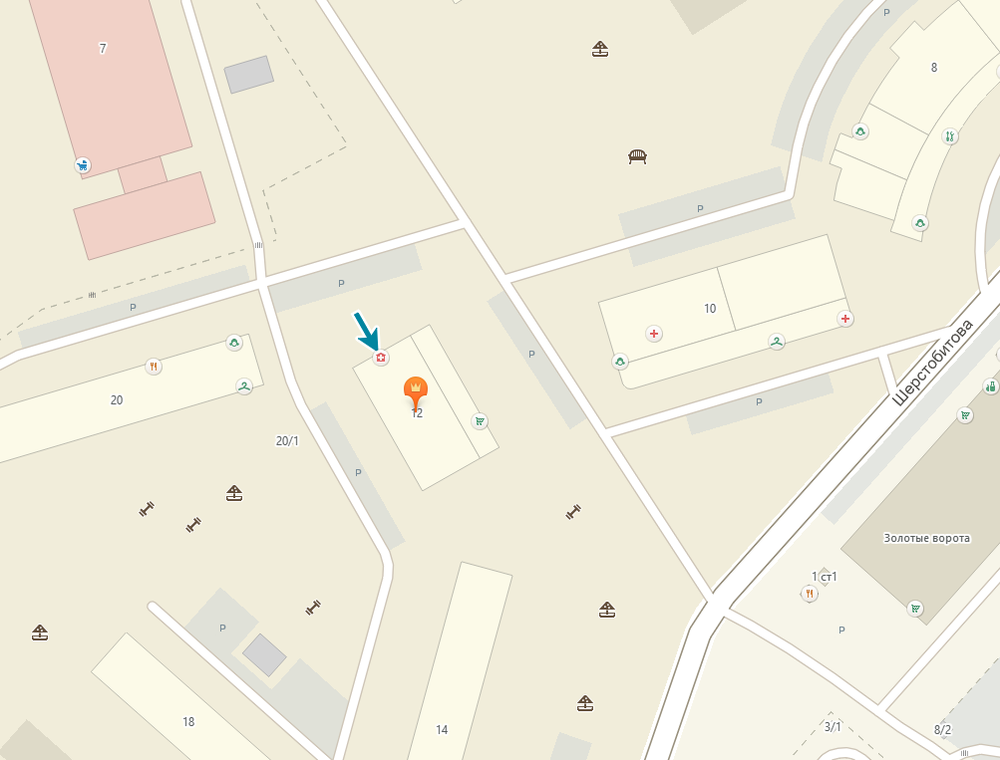 7
P
8
P
P
P
10
P
20
12
P
20/1
P
Шерстобитова
Золотые ворота
1 ст1
P
P
18
14
3/1
8/2